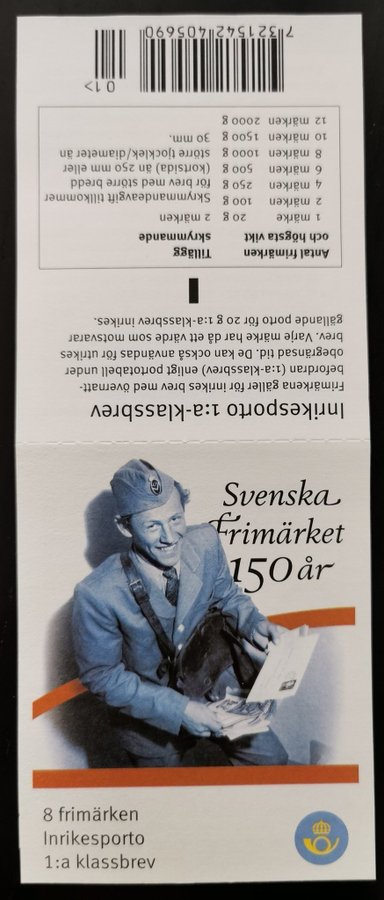 Svenska
Frimärket
150 år
8 frimärken
Inrikesporto
1:a klassbrev
Inrikesporto 1:a-klassbrev
Frimärkena gäller för inrikes brev med övernatt-
befordran (1:a-klassbrev) enligt portotabell under
obegränsad tid. De kan också användas för utrikes
brev. Varje märke har då ett värde som motsvarar
gällande porto för 20 g 1:a-klassbrev inrikes.
Antal frimärken Tillägg
och högsta vikt skrymmande
1 märke 20 g 2 märken
2 märken 100 g Skrymmandeavgift tillkommer
4 märken 250 g för brev med större bredd
6 märken 500 g (kortsida) än 250 mm eller
8 märken 1000 g större tjocklek/diameter än
10 märken 1500 g 30 mm.
12 märken 2000 g
7 321542 405690
01>